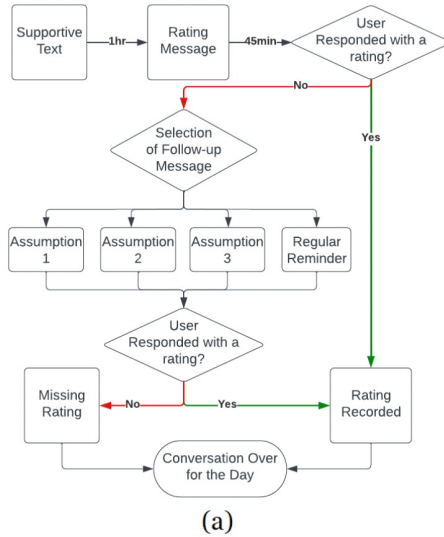 Supportive
Text
1hr
Rating
Message
45min
User
Responded with a
rating?
No
Yes
Selection
of Follow-up
Message
Assumption
1
Assumption
2
Assumption
3
Regular
Reminder
User
Responded with a
rating?
Missing
Rating
No
Yes
Rating
Recorded
Conversation Over
for the Day
(a)